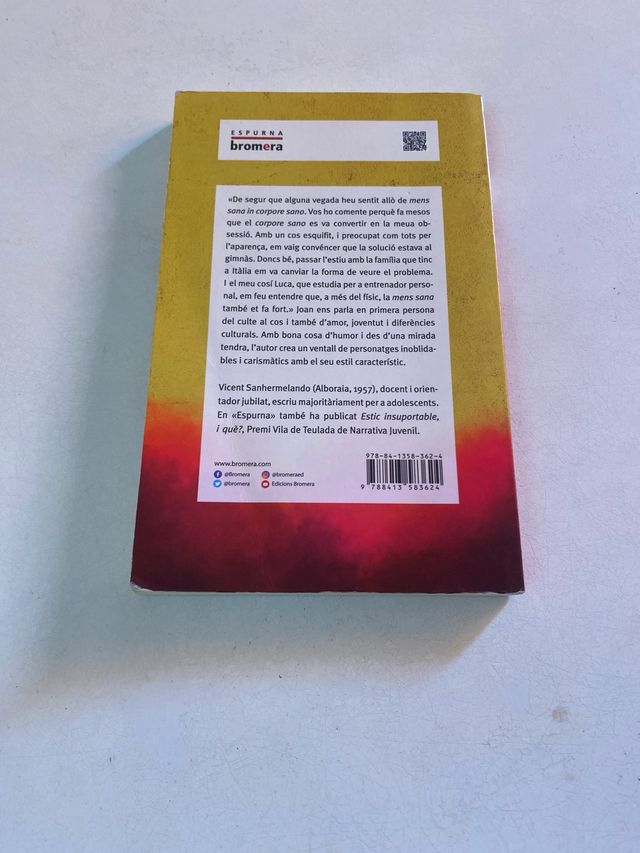 ESPURNA
bromera
«De segur que alguna vegada heu sentit allò de mens
sana in corpore sano. Vos ho comente perquè fa mesos
que el corpore sano es va convertir en la meua ob-
sessió. Amb un cos esquifit, i preocupat com tots per
l'aparença, em vaig convéncer que la solució estava al
gimnàs. Doncs bé, passar l'estiu amb la família que tinc
a Itàlia em va canviar la forma de veure el problema.
I el meu cosí Luca, que estudia per a entrenador perso-
nal, em feu entendre que, a més del físic, la mens sana
també et fa fort.» Joan ens parla en primera persona
del culte al cos i també d'amor, joventut i diferències
culturals. Amb bona cosa d'humor i des d'una mirada
tendra, l'autor crea un ventall de personatges inoblida-
bles i carismàtics amb el seu estil característic.
Vicent Sanhermelando (Alboraia, 1957), docent i orien-
tador jubilat, escriu majoritàriament per a adolescents.
En «Espurna» també ha publicat Estic insuportable,
i què?, Premi Vila de Teulada de Narrativa Juvenil.
978-84-1358-362-4
www.bromera.com
@Bromera @bromeraed
@bromera Edicions Bromera
9 788413 583624